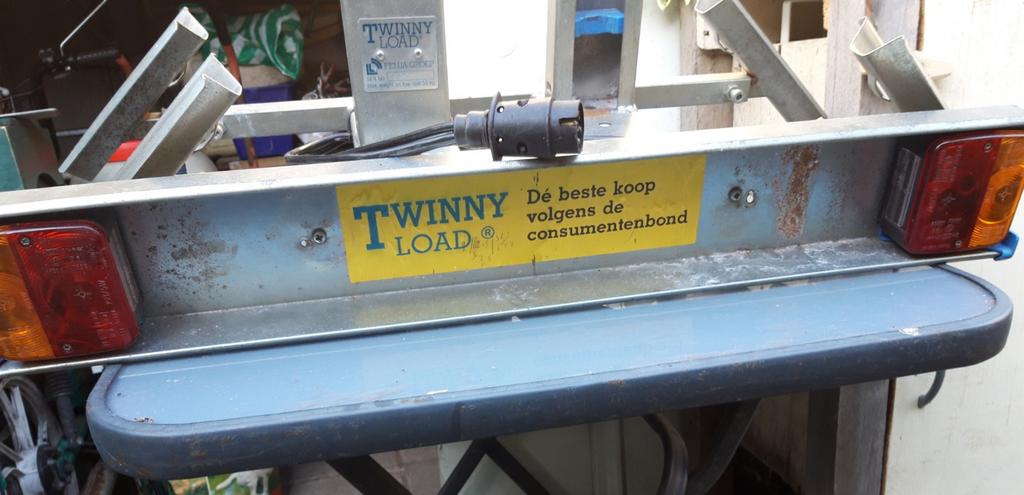 TWINNY
LOAD
TWINNY
LOAD ®
Dé beste koop
volgens de
consumentenbond